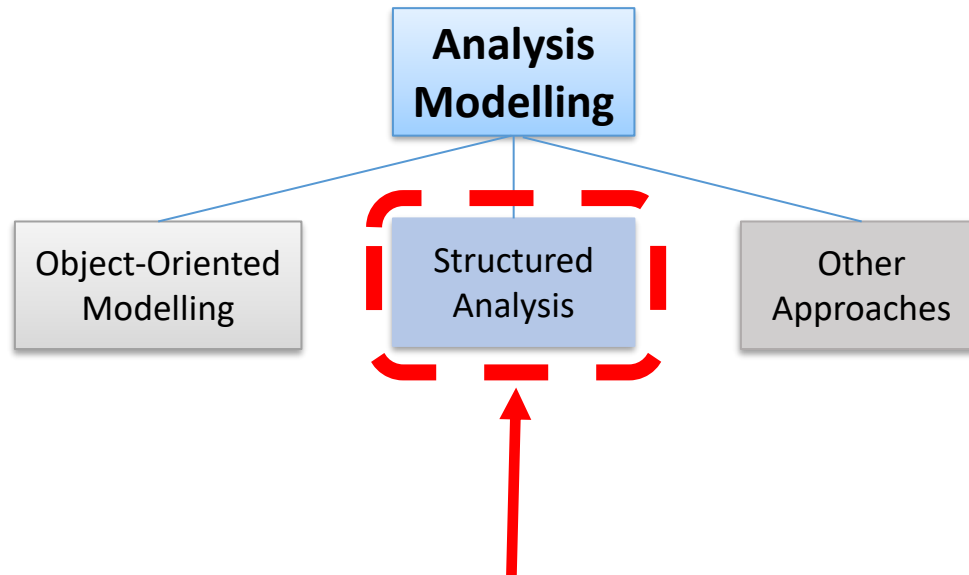 Analysis
Modelling
Object-Oriented
Modelling
Structured
Analysis
Other
Approaches